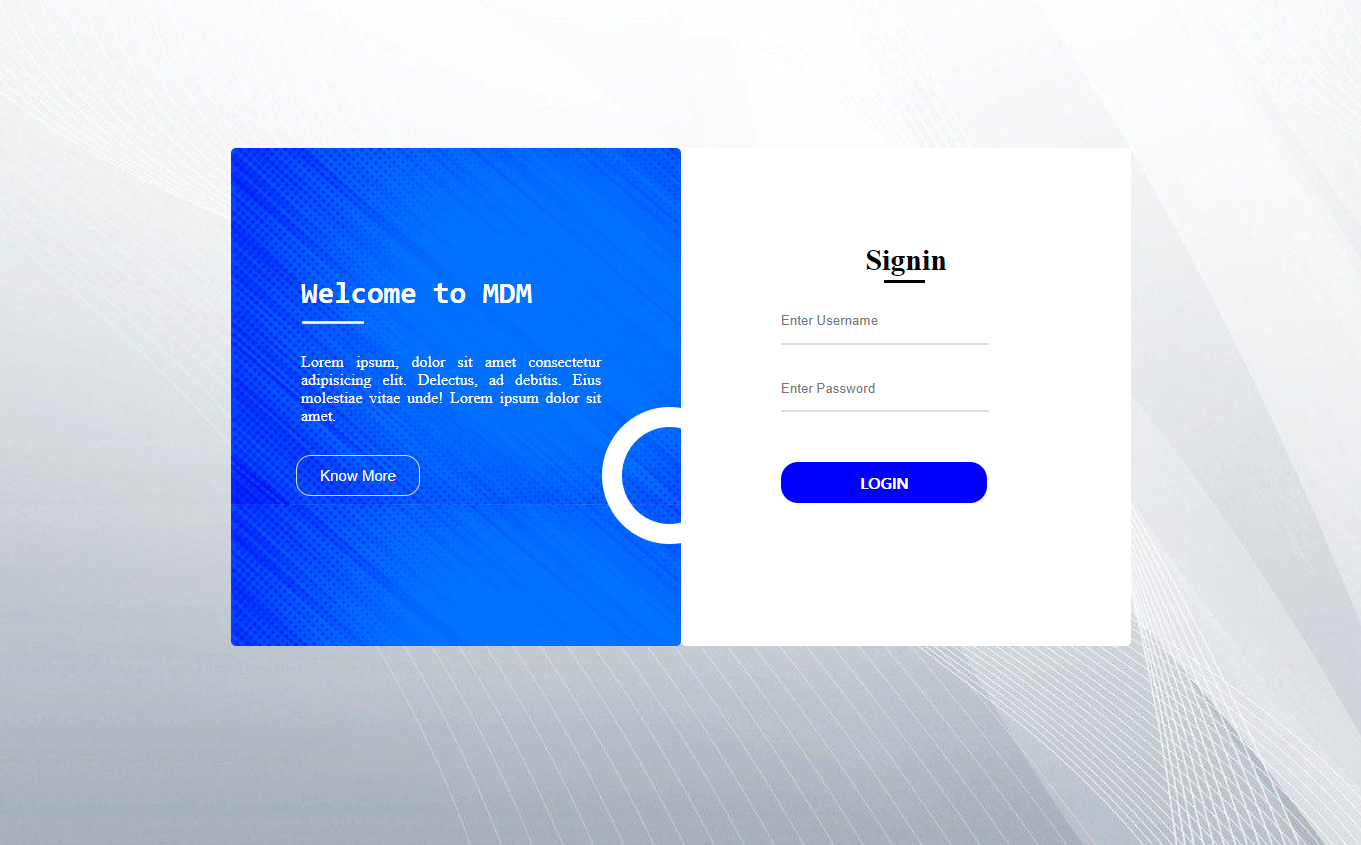 Welcome to MDM
Lorem ipsum, dolor sit amet consectetur
adipisicing elit. Delectus, ad debitis. Eius
molestiae vitae unde! Lorem ipsum dolor sit
amet.
Know More
Signin
Enter Username
Enter Password
LOGIN